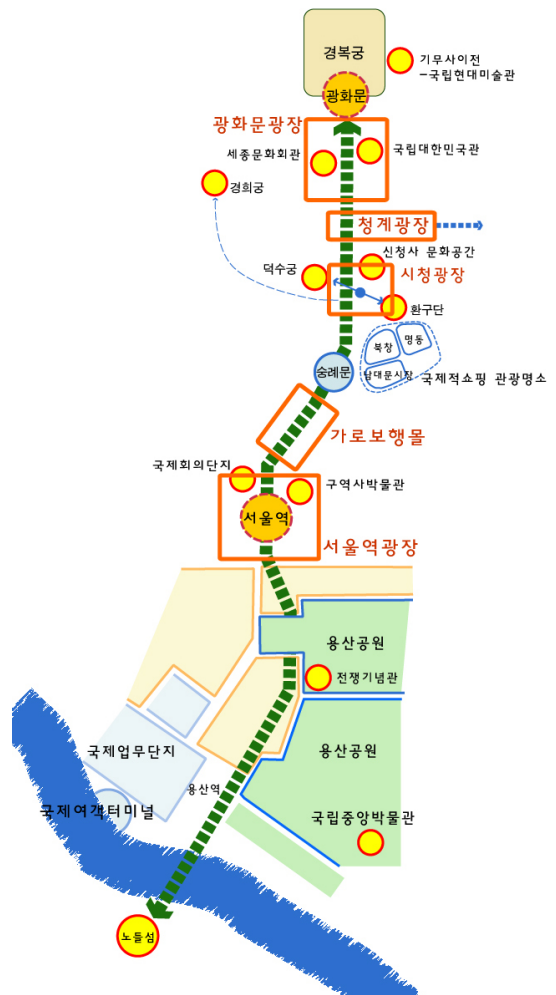 경복궁
기무사이전
-국립현대미술관
광화문
광화문광장
국립대한민국관
세종문화회관
경희궁
청계광장
신청사 문화공간
덕수궁
시청광장
환구단
북창
명동
남대문시장
국제적쇼핑 관광명소
숭례문
가로보행몰
국제회의단지
구역사박물관
서울역
서울역광장
용산공원
전쟁기념관
국제업무단지
용산공원
용산역
국제여객터미널
국립중앙박물관
노들섬